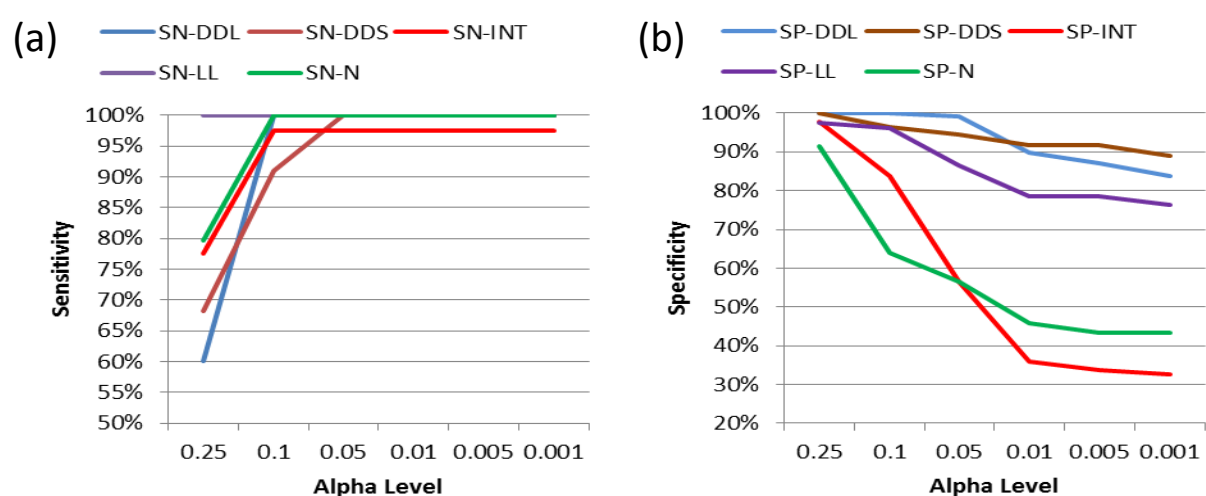 (a)
SN-DDL SN-DDS SN-INT
SN-LL SN-N
100%
95%
90%
85%
80%
75%
70%
65%
60%
55%
50%
Sensitivity
0.25 0.1 0.05 0.01 0.005 0.001
Alpha Level
(b)
SP-DDL SP-DDS SP-INT
SP-LL SP-N
100%
90%
80%
70%
60%
50%
40%
30%
20%
Specificity
0.25 0.1 0.05 0.01 0.005 0.001
Alpha Level